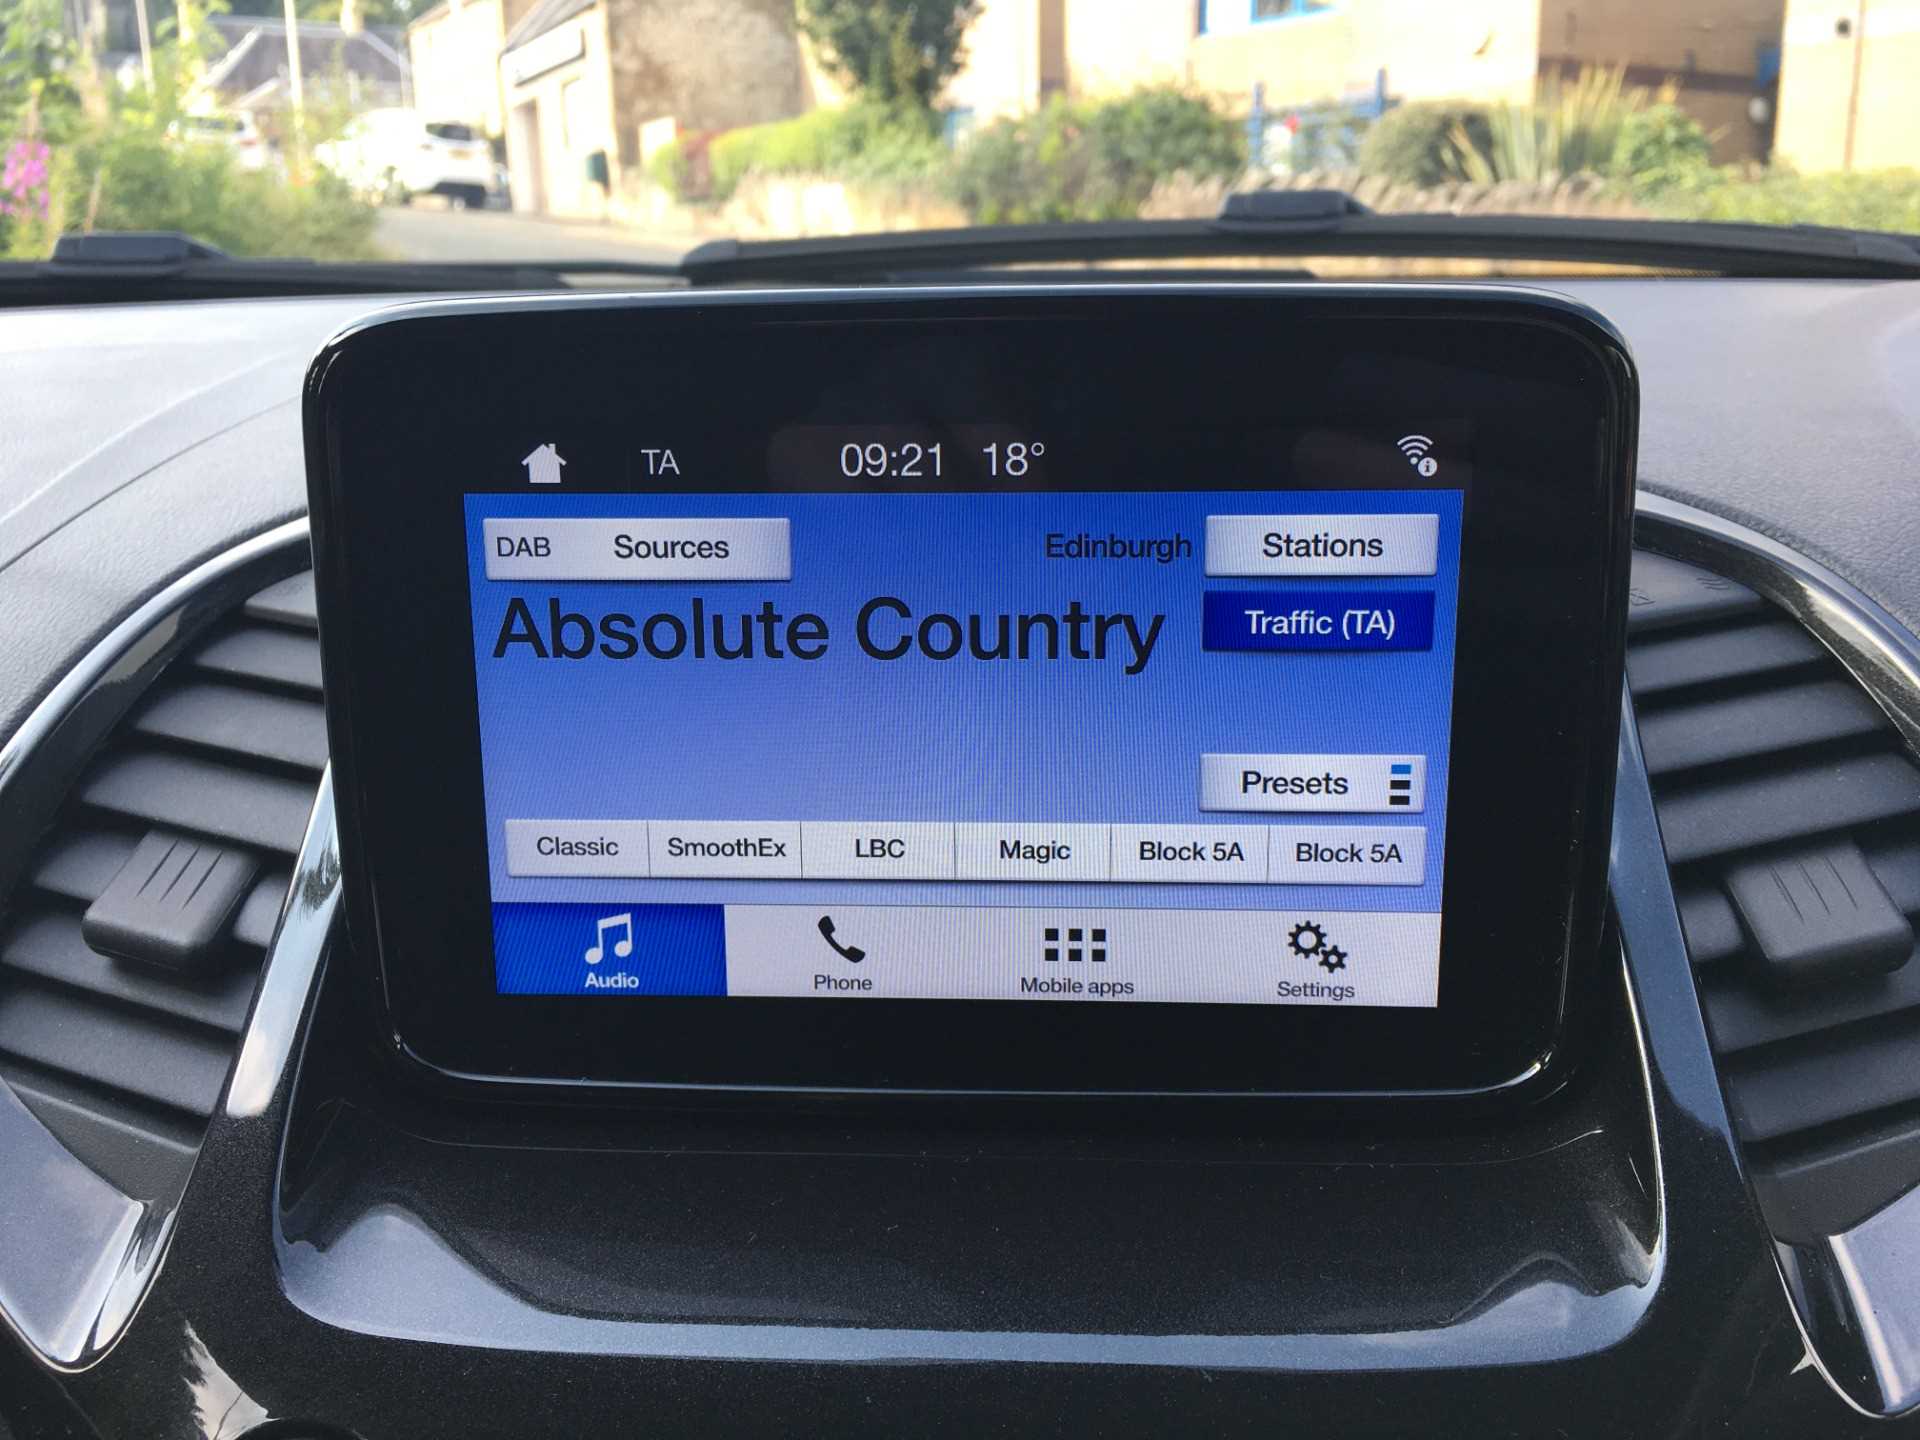 TA 09:21 18°
DAB Sources Edinburgh Stations
Absolute Country Traffic (TA)
Presets
Classic SmoothEx LBC Magic Block 5A Block 5A
Audio Phone Mobile apps Settings